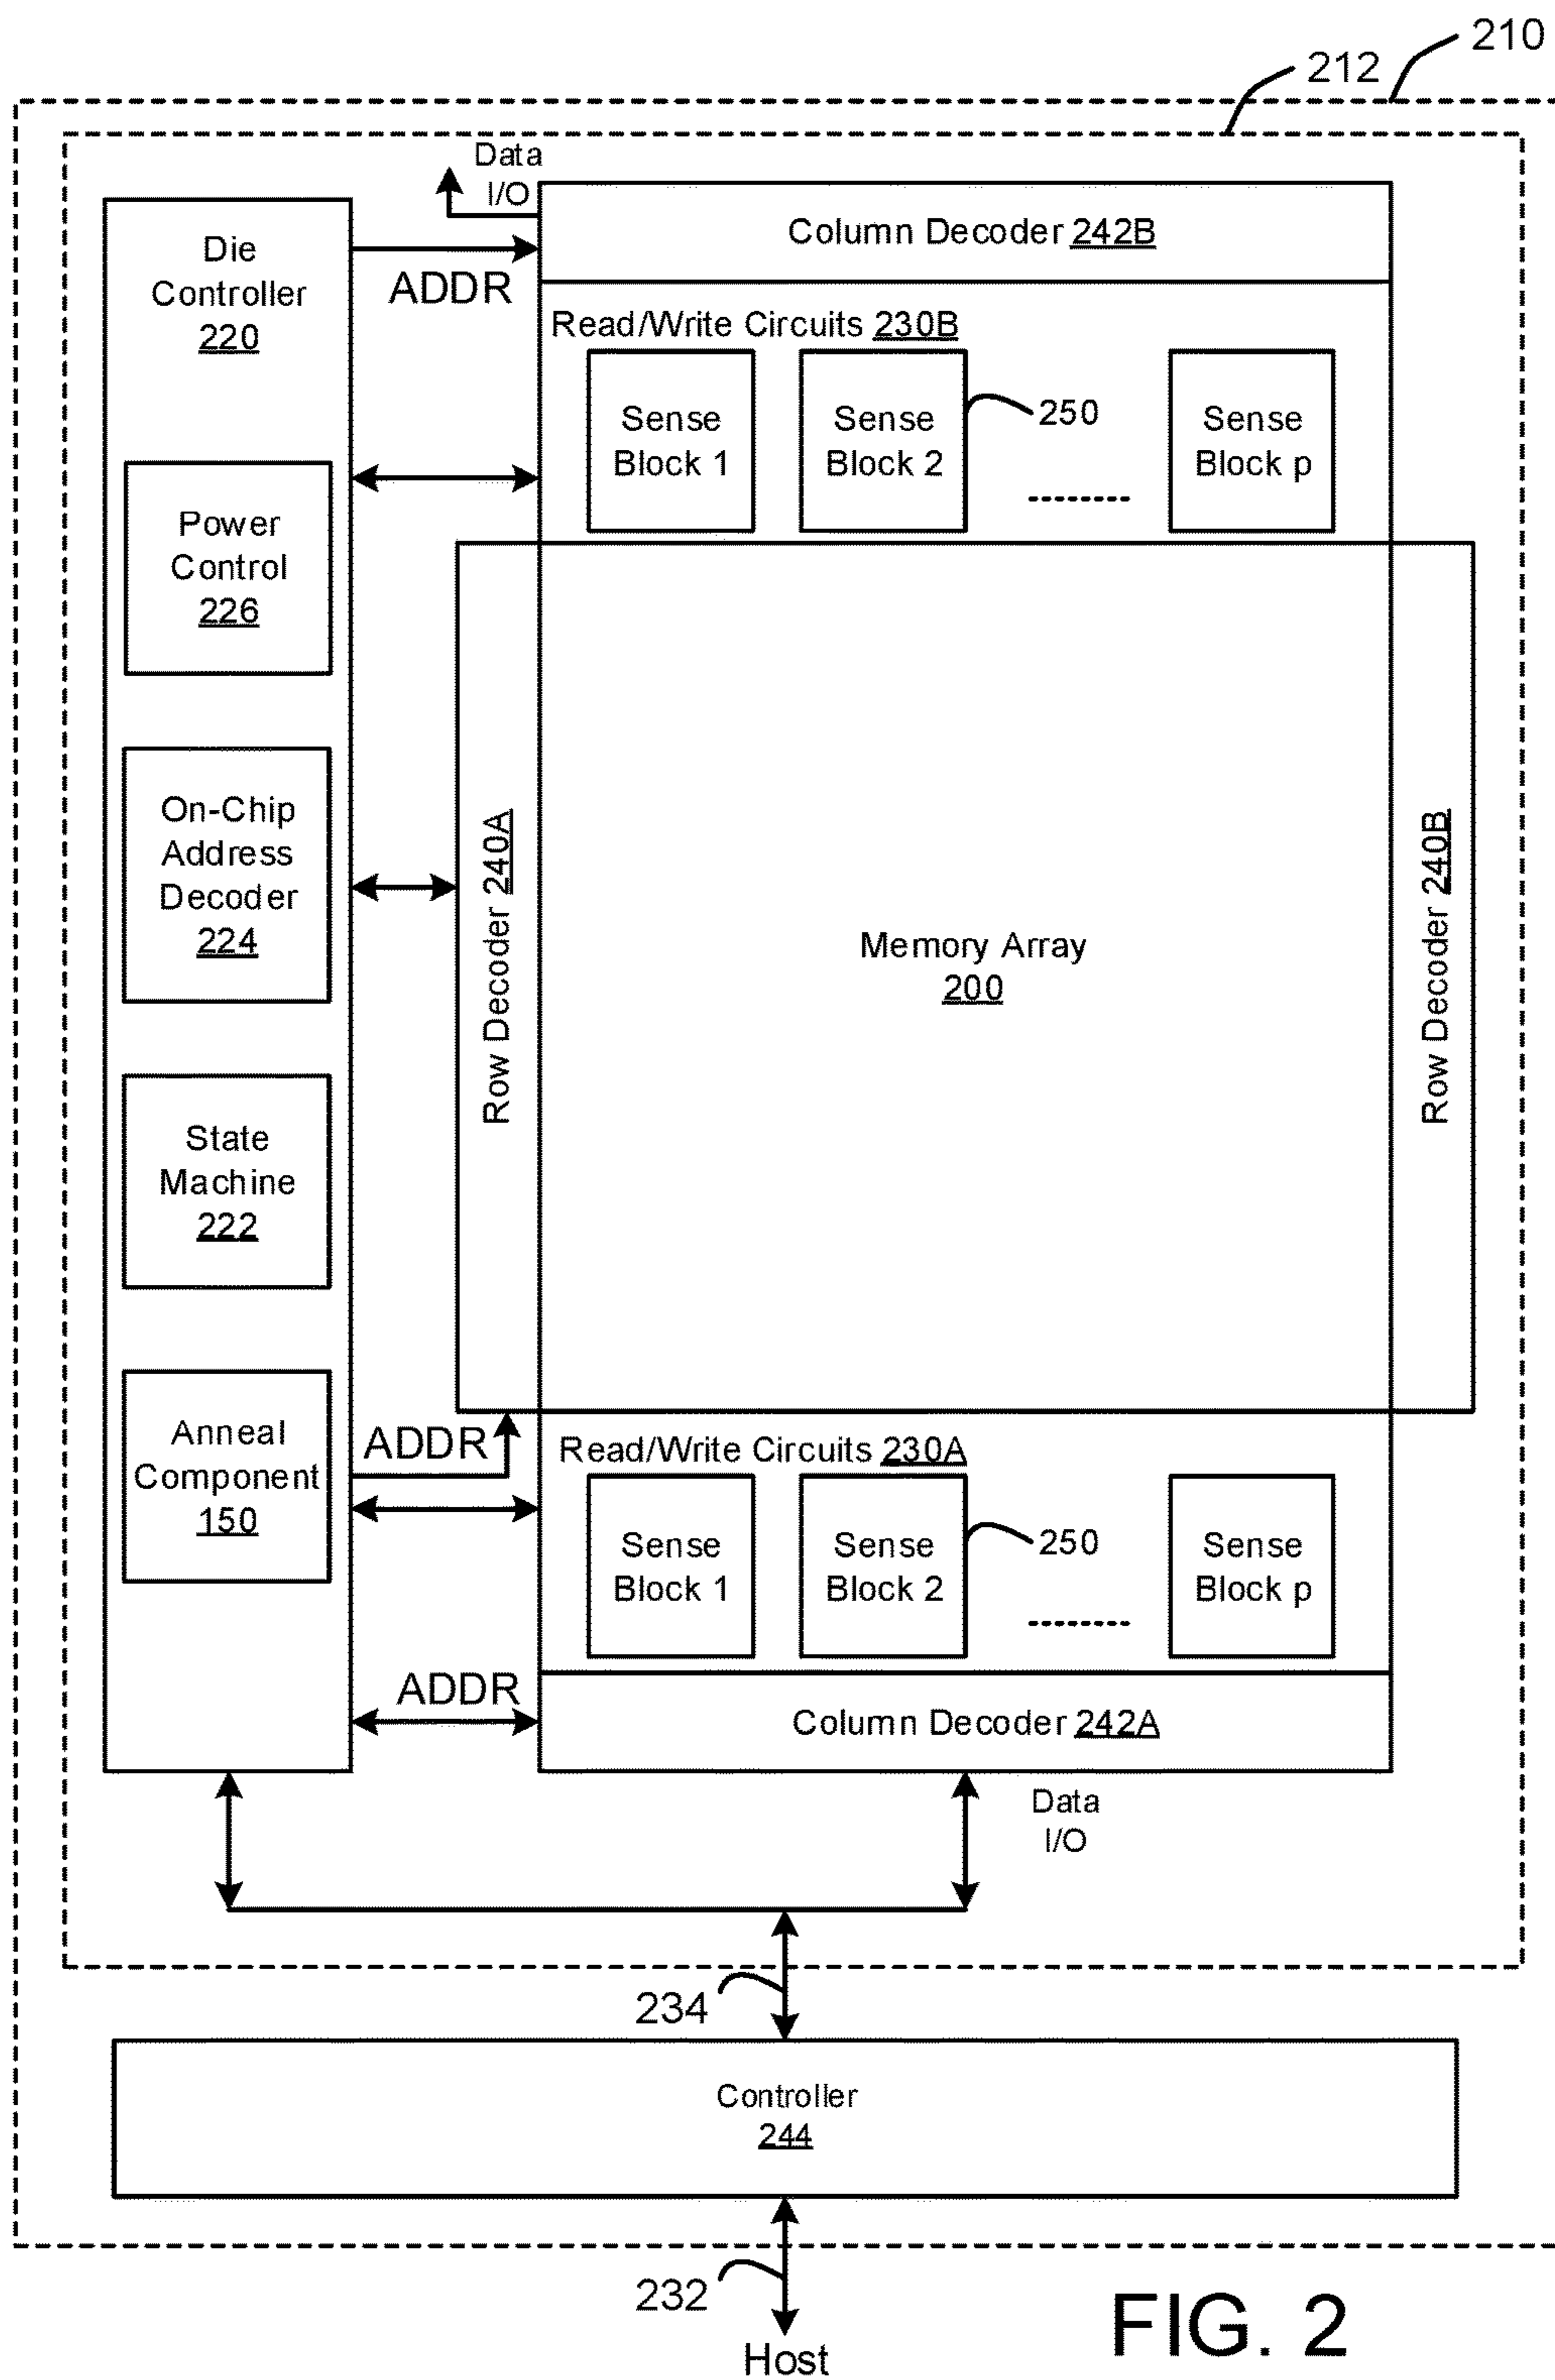 210
212
Data
I/O
Column Decoder 242B
Die
Controller
220
ADDR
Read/Write Circuits 230B
Sense
Block 1
Sense
Block 2
250
Sense
Block p
Power
Control
226
On-Chip
Address
Decoder
224
Row Decoder 240A
Memory Array
200
Row Decoder 240B
State
Machine
222
Anneal
Component
150
ADDR
Read/Write Circuits 230A
Sense
Block 1
Sense
Block 2
250
Sense
Block p
ADDR
Column Decoder 242A
Data
I/O
234
Controller
244
232
Host
FIG. 2